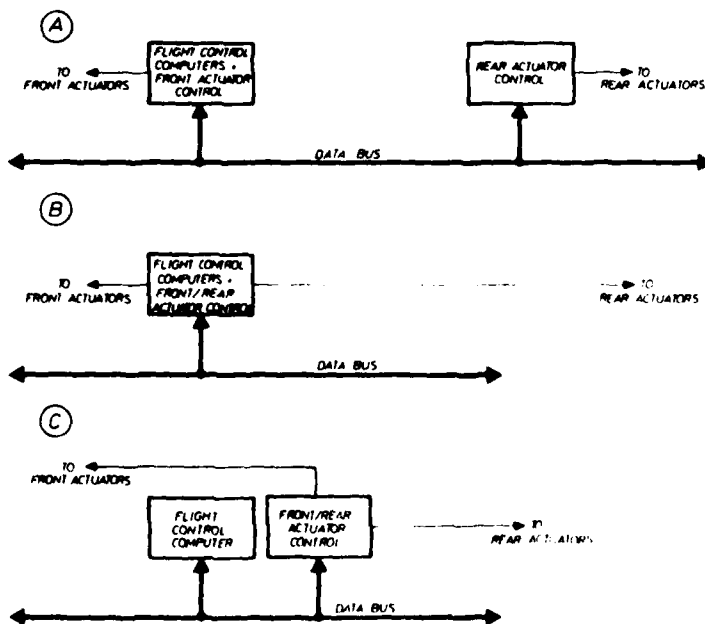 A
FLIGHT CONTROL
COMPUTERS +
FRONT ACTUATOR
CONTROL
REAR ACTUATOR
CONTROL
TO
FRONT ACTUATORS
TO
REAR ACTUATORS
DATA BUS
B
FLIGHT CONTROL
COMPUTERS +
FRONT/REAR
ACTUATOR CONTROL
TO
FRONT ACTUATORS
TO
REAR ACTUATORS
DATA BUS
C
TO
FRONT ACTUATORS
FLIGHT
CONTROL
COMPUTER
FRONT/REAR
ACTUATOR
CONTROL
TO
REAR ACTUATORS
DATA BUS